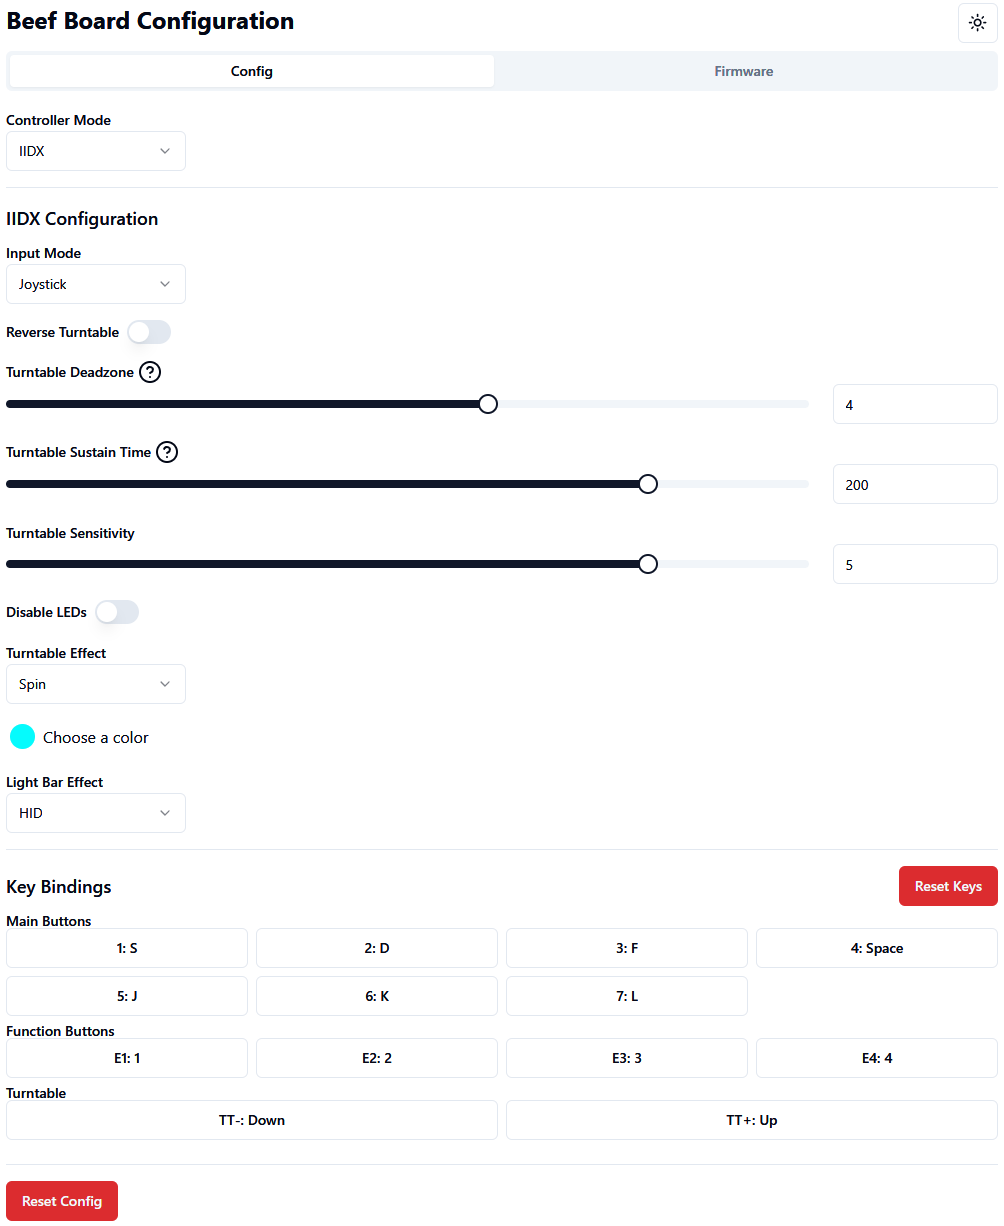 Beef Board Configuration
Config
Firmware
Controller Mode
IIDX
IIDX Configuration
Input Mode
Joystick
Reverse Turntable
Turntable Deadzone ?
4
Turntable Sustain Time ?
200
Turntable Sensitivity
5
Disable LEDs
Turntable Effect
Spin
Choose a color
Light Bar Effect
HID
Key Bindings
Reset Keys
Main Buttons
1: S
2: D
3: F
4: Space
5: J
6: K
7: L
Function Buttons
E1: 1
E2: 2
E3: 3
E4: 4
Turntable
TT-: Down
TT+: Up
Reset Config